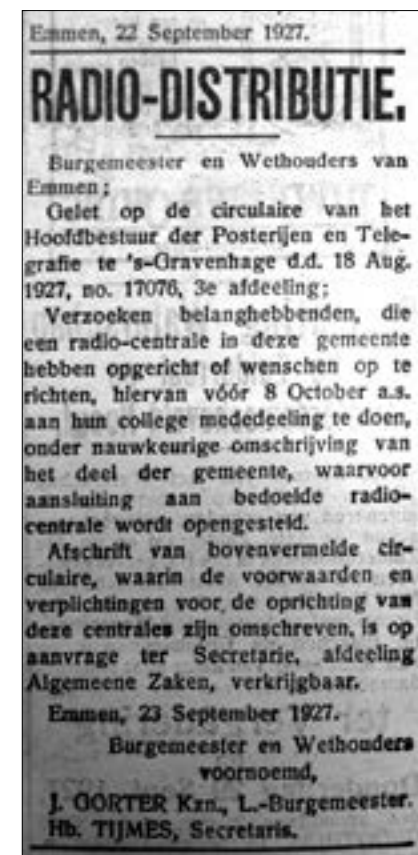 Emmen, 22 September 1927.
RADIO-DISTRIBUTIE.
Burgemeester en Wethouders van
Emmen;
Gelet op de circulaire van het
Hoofdbestuur der Posterijen en Tele-
grafie te 's-Gravenhage d.d. 18 Aug.
1927, no. 17076, 3e afdeeling;
Verzoeken belanghebbenden, die
een radio-centrale in deze gemeente
hebben opgericht of wenschen op te
richten, hiervan vóór 8 October a.s.
aan hun college mededeeling te doen,
onder nauwkeurige omschrijving van
het deel der gemeente, waarvoor
aansluiting aan bedoelde radio-
centrale wordt opengesteld.
Afschrift van bovenvermelde cir-
culaire, waarin de voorwaarden en
verplichtingen voor de oprichting van
deze centrales zijn omschreven, is op
aanvrage ter Secretarie, afdeeling
Algemeene Zaken, verkrijgbaar.
Emmen, 23 September 1927.
Burgemeester en Wethouders
voornoemd,
J. GORTER Kzn., L.-Burgemeester.
Hb. TIJMES, Secretaris.